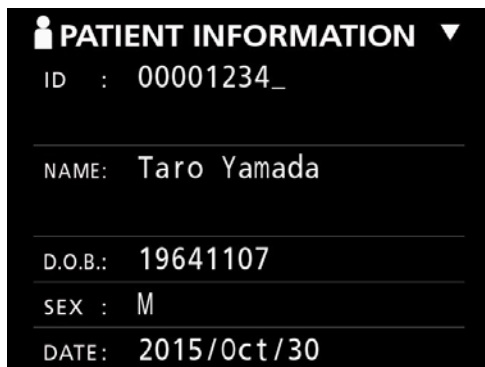 PATIENT INFORMATION ▼
ID : 00001234_
NAME: Taro Yamada
D.O.B.: 19641107
SEX : M
DATE: 2015/Oct/30